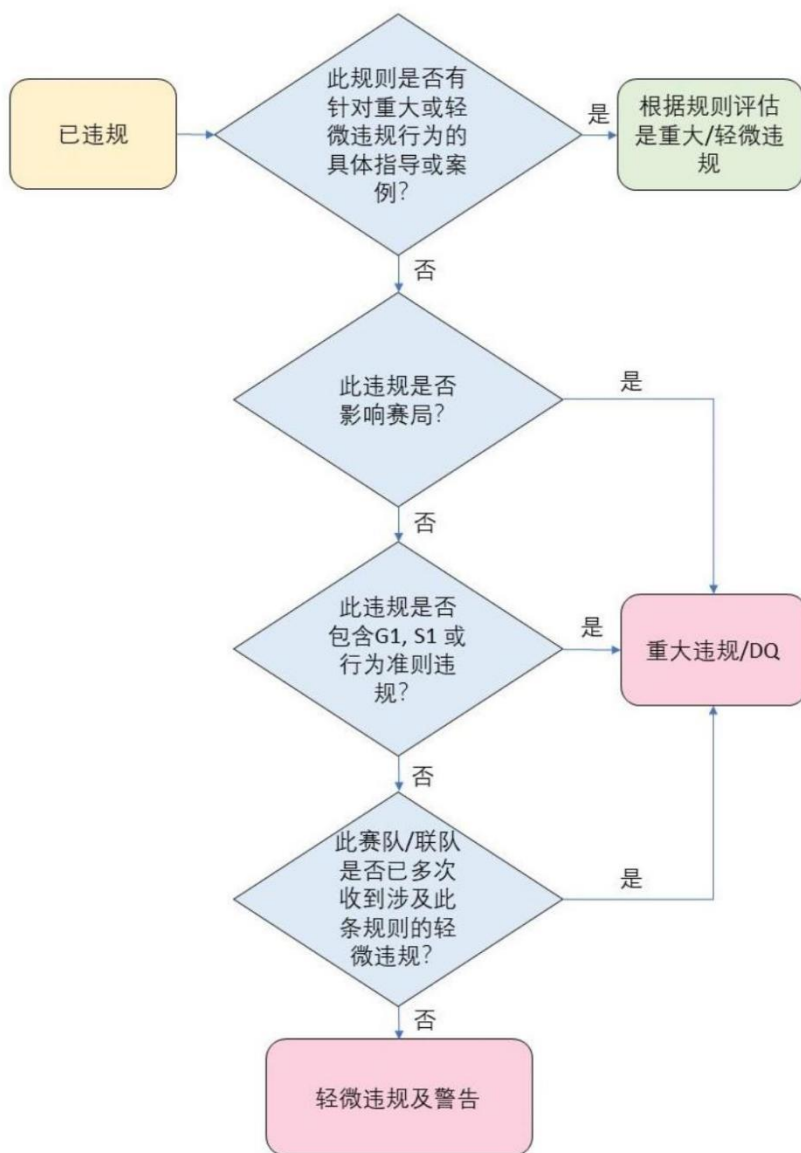 已违规
此规则是否有
针对重大或轻
微违规行为的
具体指导或案
例？
是
根据规则评估
是重大/轻微违
规
否
此违规是否
影响赛局？
是
否
此违规是否
包含G1, S1 或
行为准则违
规？
是
重大违规/DQ
否
此赛队/联队
是否已多次
收到涉及此
条规则的轻
微违规？
是
否
轻微违规及警告